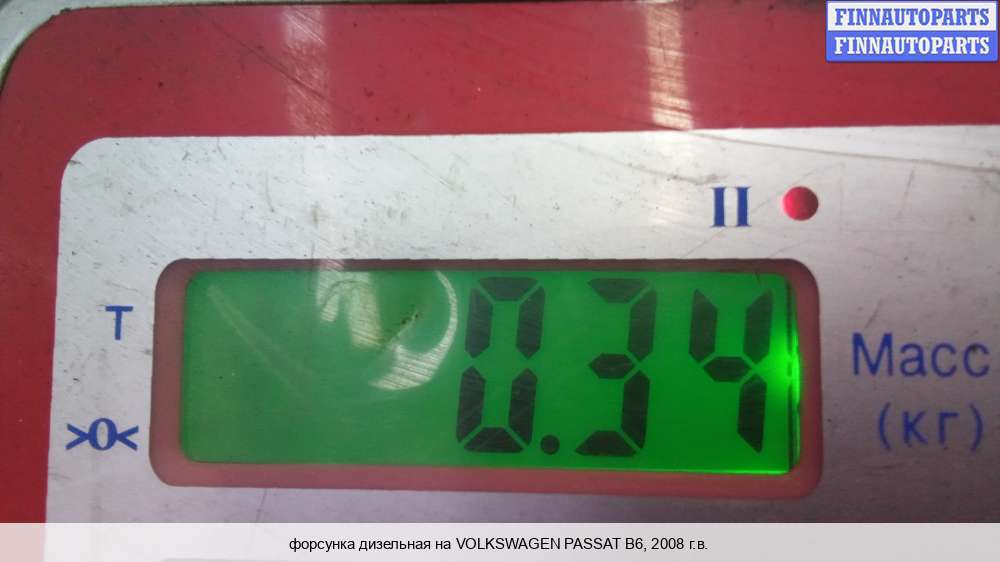 FINNAUTOPARTS
FINNAUTOPARTS
II
T
0.34
Масс
>0<
(кг)
форсунка дизельная на VOLKSWAGEN PASSAT B6, 2008 г.в.